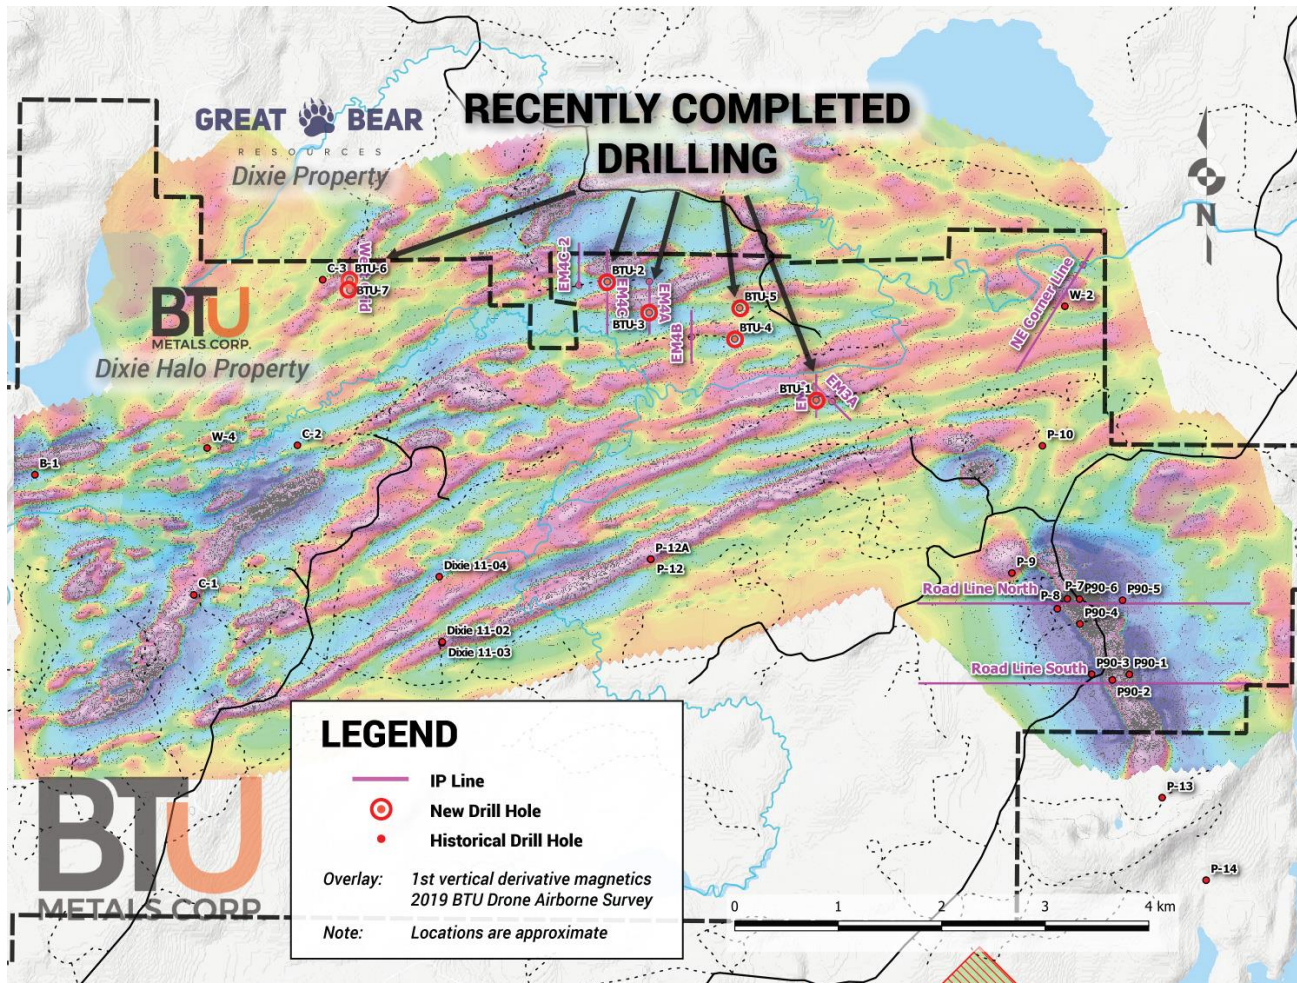 GREAT BEAR
RESOURCES
Dixie Property
RECENTLY COMPLETED
DRILLING
N
BTU
METALS CORP.
Dixie Halo Property
C-3
BTU-6
BTU-7
EM4C-2
BTU-2
EM4C
BTU-3
EM4A
EM4B
BTU-5
BTU-4
BTU-1
EM3A
NE Corner Line
W-2
W-4
C-2
B-1
P-10
C-1
Dixie 11-04
P-12A
P-12
Dixie 11-02
Dixie 11-03
P-9
Road Line North
P-7
P90-6
P90-5
P-8
P90-4
Road Line South
P90-3
P90-1
P90-2
P-13
P-14
LEGEND
IP Line
New Drill Hole
Historical Drill Hole
Overlay: 1st vertical derivative magnetics
2019 BTU Drone Airborne Survey
Note: Locations are approximate
BTU
METALS CORP
0 1 2 3 4 km